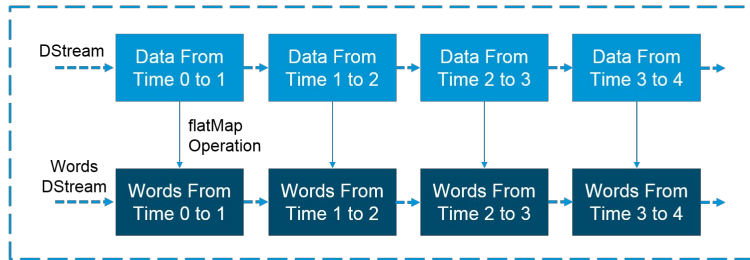 DStream
Data From
Time 0 to 1
Data From
Time 1 to 2
Data From
Time 2 to 3
Data From
Time 3 to 4
flatMap
Operation
Words
DStream
Words From
Time 0 to 1
Words From
Time 1 to 2
Words From
Time 2 to 3
Words From
Time 3 to 4